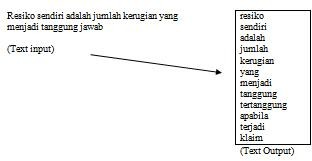 Resiko sendiri adalah jumlah kerugian yang
menjadi tanggung jawab
(Text input)
resiko
sendiri
adalah
jumlah
kerugian
yang
menjadi
tanggung
tertanggung
apabila
terjadi
klaim
(Text Output)